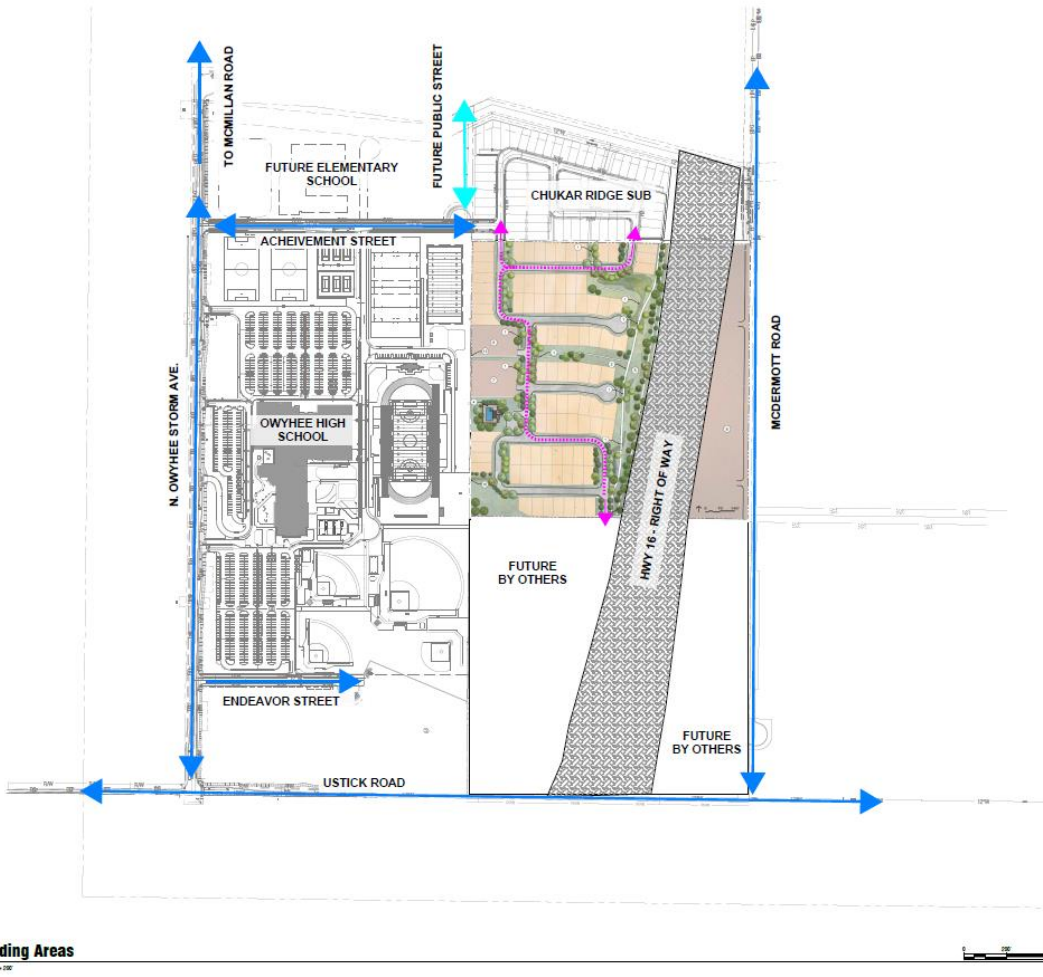 TO MCMILLAN ROAD
FUTURE PUBLIC STREET
FUTURE ELEMENTARY
SCHOOL
CHUKAR RIDGE SUB
ACHEIVEMENT STREET
N. OWYHEE STORM AVE.
OWYHEE HIGH
SCHOOL
MCDERMOTT ROAD
HWY 16 - RIGHT OF WAY
FUTURE
BY OTHERS
ENDEAVOR STREET
FUTURE
BY OTHERS
USTICK ROAD
ding Areas
0 200'